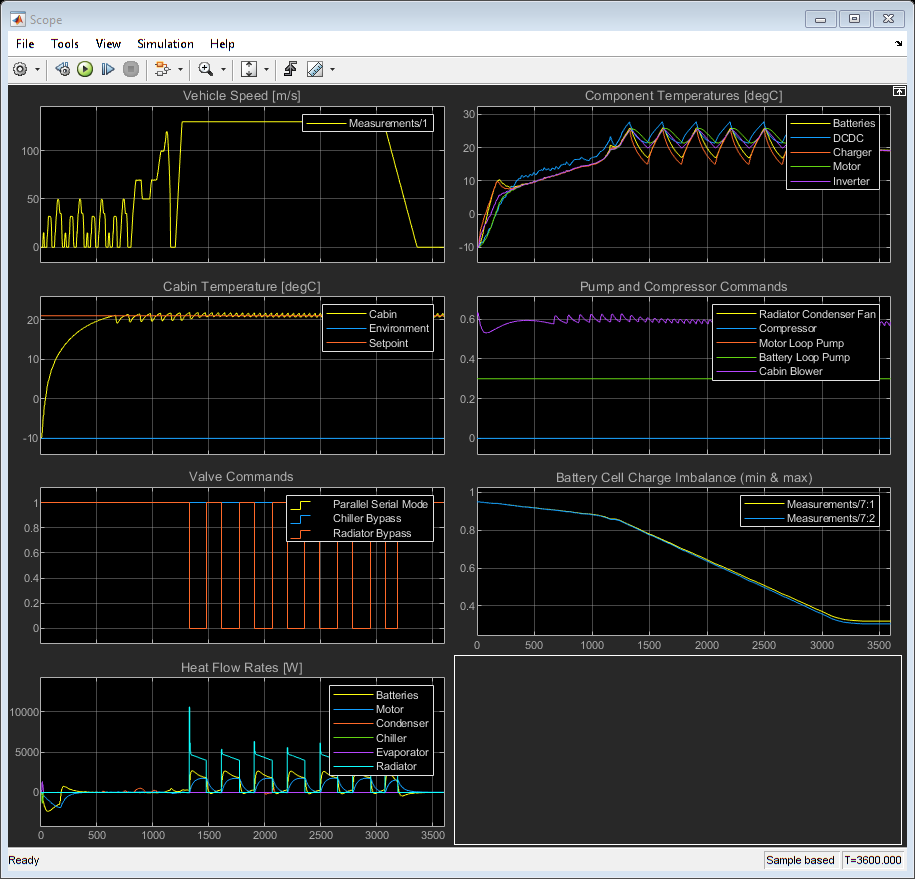 Scope
File Tools View Simulation Help
Vehicle Speed [m/s]
Measurements/1
100
50
0
Component Temperatures [degC]
Batteries
DCDC
Charger
Motor
Inverter
30
20
10
0
-10
Cabin Temperature [degC]
Cabin
Environment
Setpoint
20
10
0
-10
Pump and Compressor Commands
Radiator Condenser Fan
Compressor
Motor Loop Pump
Battery Loop Pump
Cabin Blower
0.6
0.4
0.2
0
Valve Commands
Parallel Serial Mode
Chiller Bypass
Radiator Bypass
1
0.8
0.6
0.4
0.2
0
Battery Cell Charge Imbalance (min & max)
Measurements/7:1
Measurements/7:2
1
0.8
0.6
0.4
0 500 1000 1500 2000 2500 3000 3500
Heat Flow Rates [W]
Batteries
Motor
Condenser
Chiller
Evaporator
Radiator
10000
5000
0
0 500 1000 1500 2000 2500 3000 3500
Ready
Sample based T=3600.000